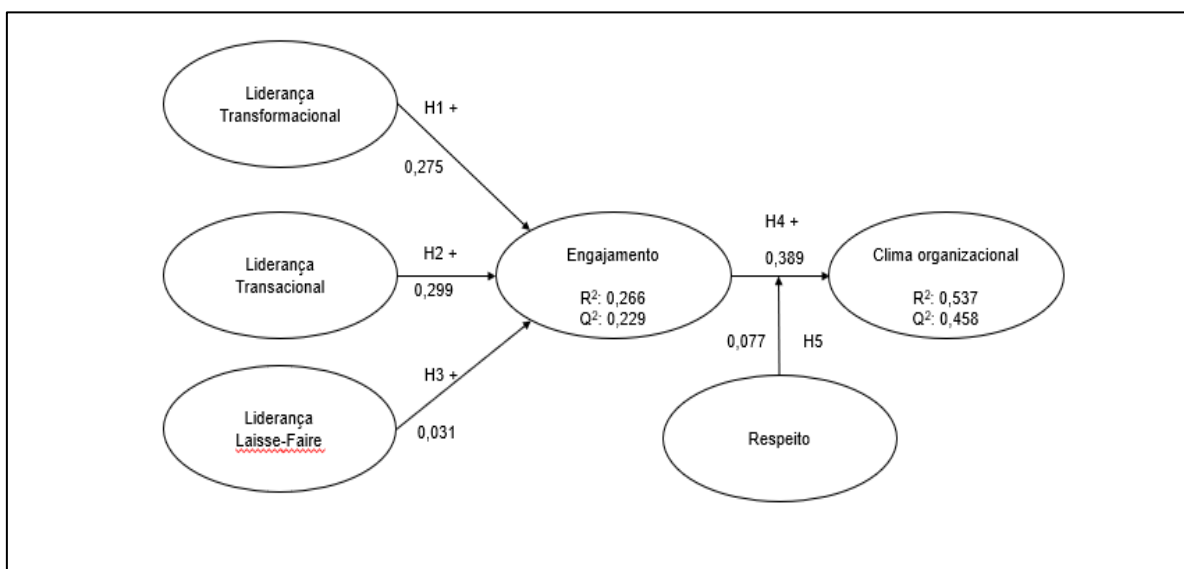 Liderança
Transformacional
H1 +
0,275
Liderança
Transacional
H2 +
0,299
Liderança
Laisse-Faire
H3 +
0,031
Engajamento
R²: 0,266
Q²: 0,229
H4 +
0,389
Clima organizacional
R²: 0,537
Q²: 0,458
0,077 H5
Respeito